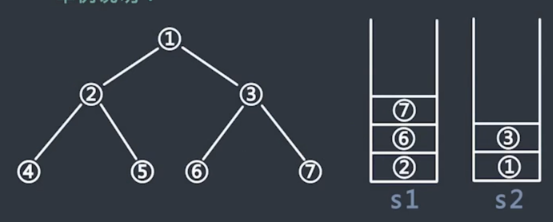 ①
② ③
④ ⑤ ⑥ ⑦
⑦
⑥
②
s1
③
①
s2